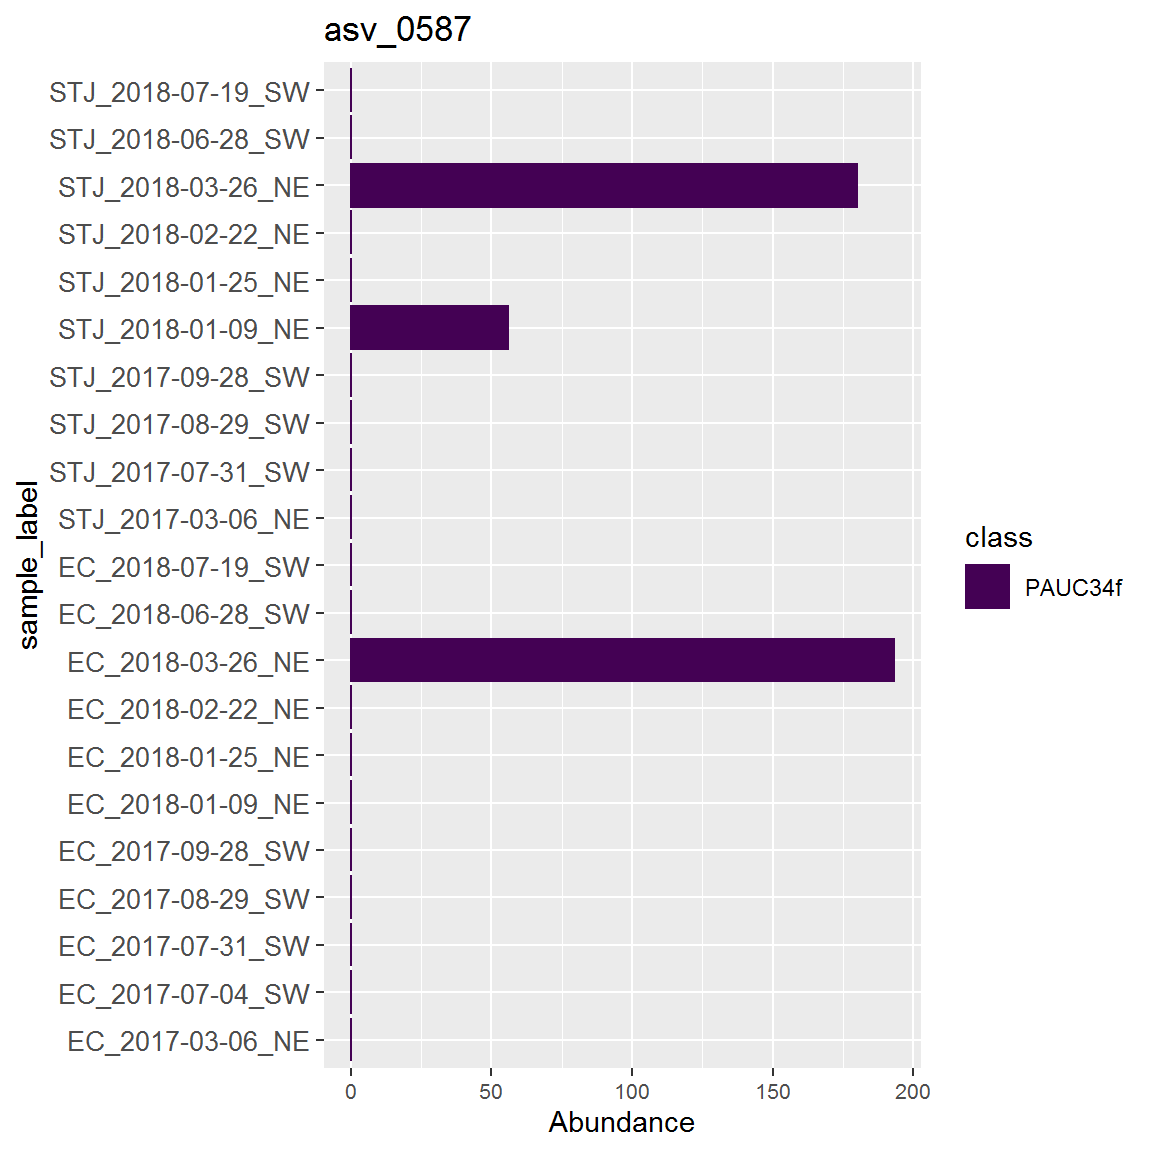 asv_0587
STJ_2018-07-19_SW
STJ_2018-06-28_SW
STJ_2018-03-26_NE
STJ_2018-02-22_NE
STJ_2018-01-25_NE
STJ_2018-01-09_NE
STJ_2017-09-28_SW
STJ_2017-08-29_SW
STJ_2017-07-31_SW
STJ_2017-03-06_NE
EC_2018-07-19_SW
EC_2018-06-28_SW
EC_2018-03-26_NE
EC_2018-02-22_NE
EC_2018-01-25_NE
EC_2018-01-09_NE
EC_2017-09-28_SW
EC_2017-08-29_SW
EC_2017-07-31_SW
EC_2017-07-04_SW
EC_2017-03-06_NE
sample_label
0 50 100 150 200
Abundance
class
PAUC34f